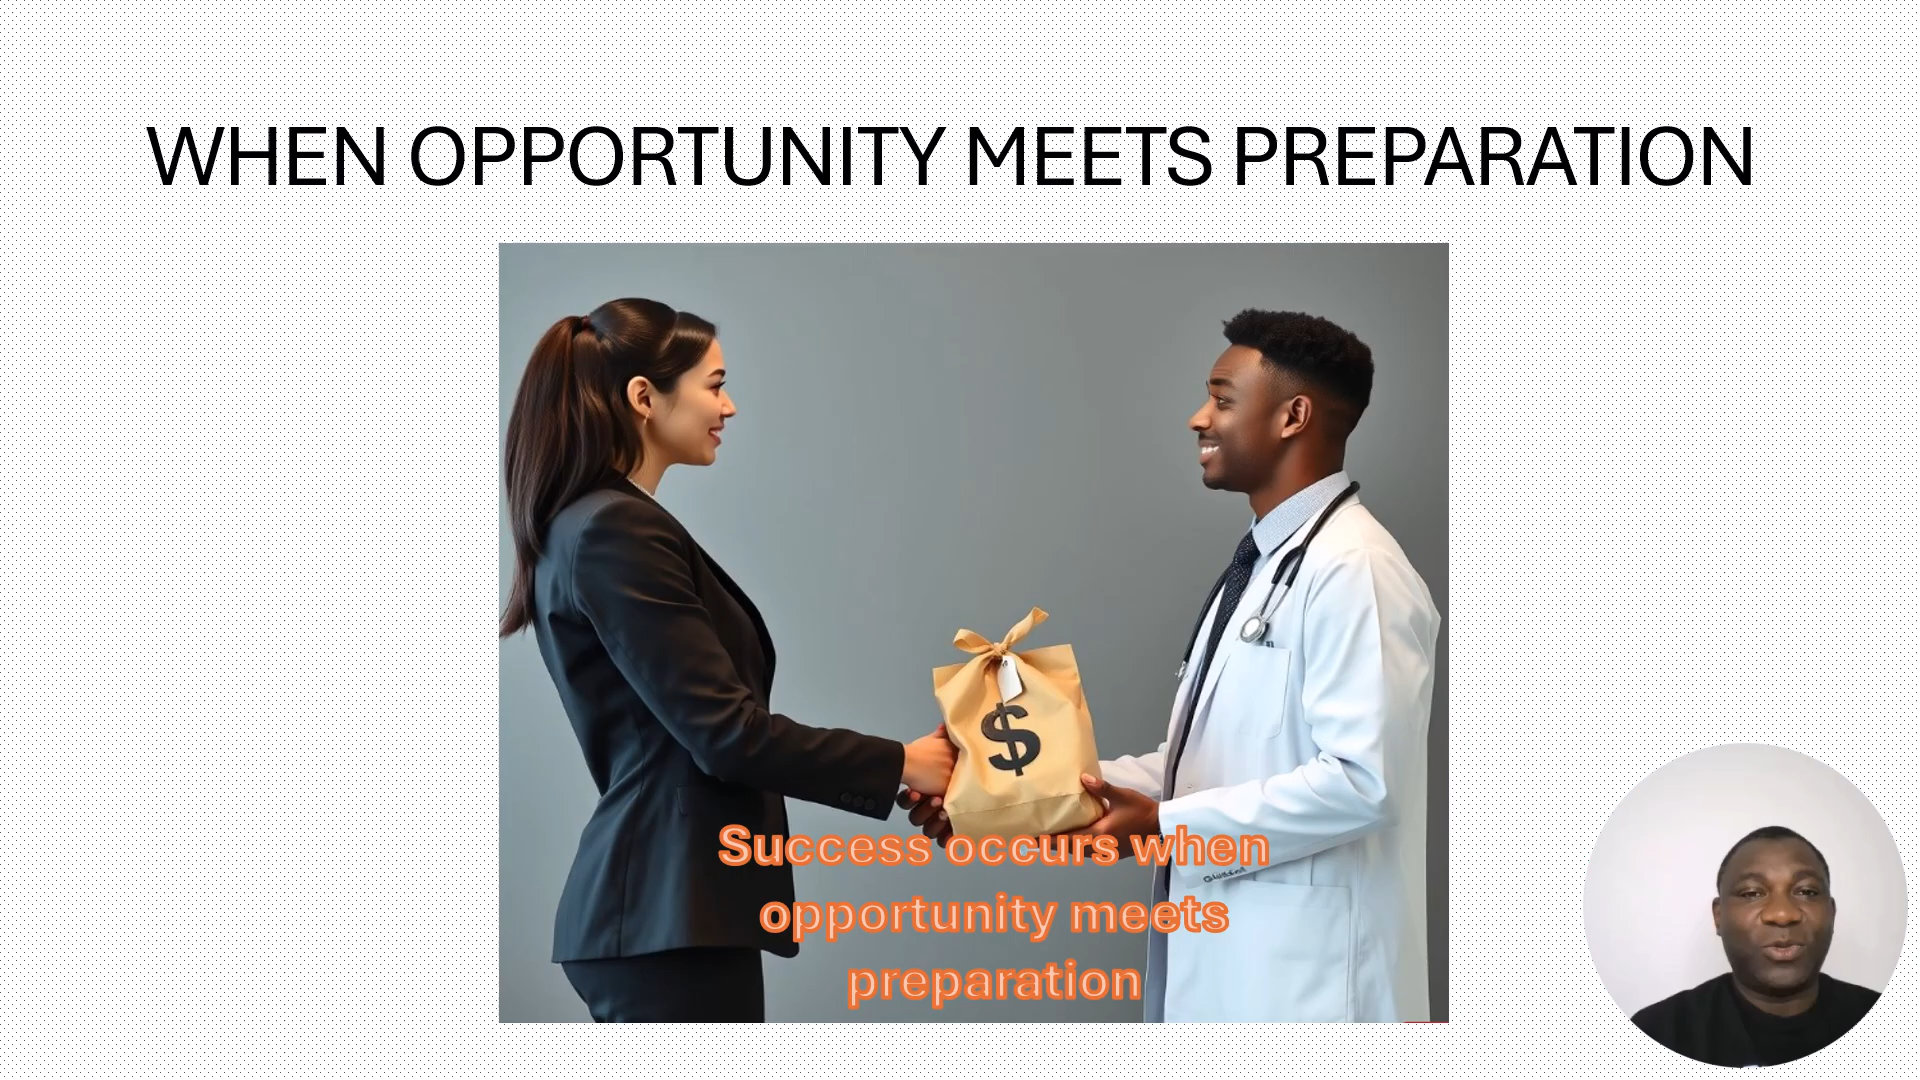 WHEN OPPORTUNITY MEETS PREPARATION
$
Success occurs when
opportunity meets
preparation